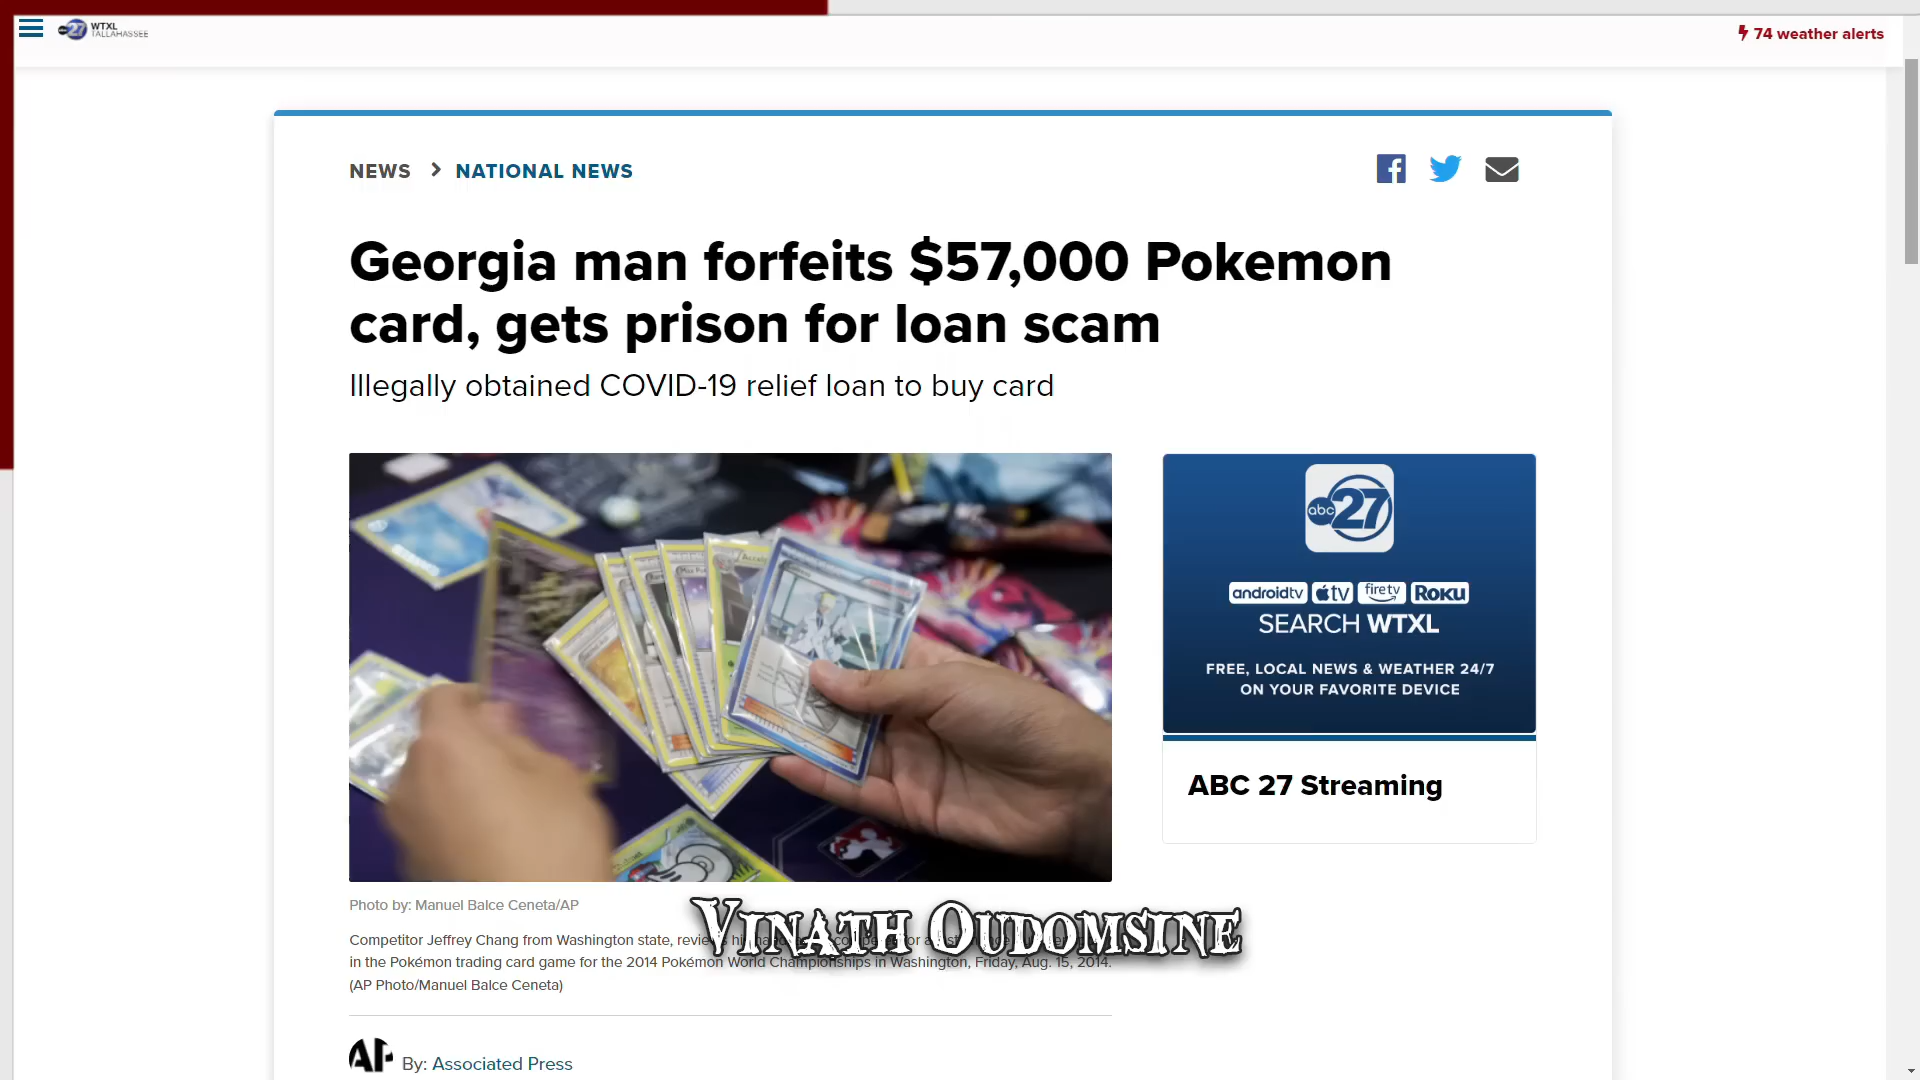 WTXL
TALLAHASSEE
74 weather alerts
NEWS > NATIONAL NEWS
Georgia man forfeits $57,000 Pokemon
card, gets prison for loan scam
Illegally obtained COVID-19 relief loan to buy card
abc 27
androidtv tv firetv ROKU
SEARCH WTXL
FREE, LOCAL NEWS & WEATHER 24/7
ON YOUR FAVORITE DEVICE
ABC 27 Streaming
Photo by: Manuel Balce Ceneta/AP
VINATH OUDOMSINE
Competitor Jeffrey Chang from Washington state,
in the Pokémon trading card game for the 2014 Pokémon World Championships in Washington, Friday, Aug. 15, 2014.
(AP Photo/Manuel Balce Ceneta)
AP By: Associated Press